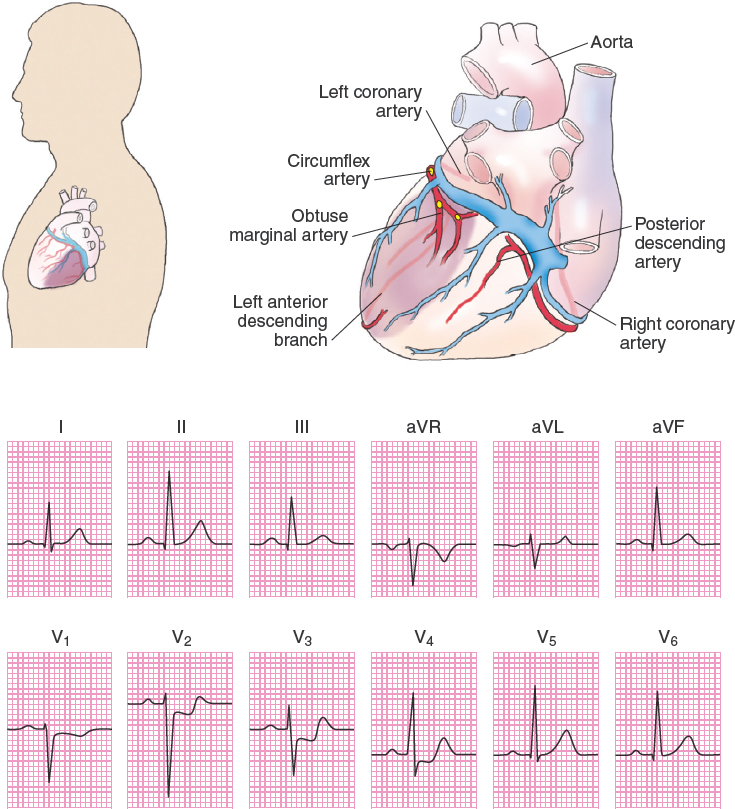 Aorta
Left coronary
artery
Circumflex
artery
Obtuse
marginal artery
Posterior
descending
artery
Left anterior
descending
branch
Right coronary
artery
I
II
III
aVR
aVL
aVF
V1
V2
V3
V4
V5
V6